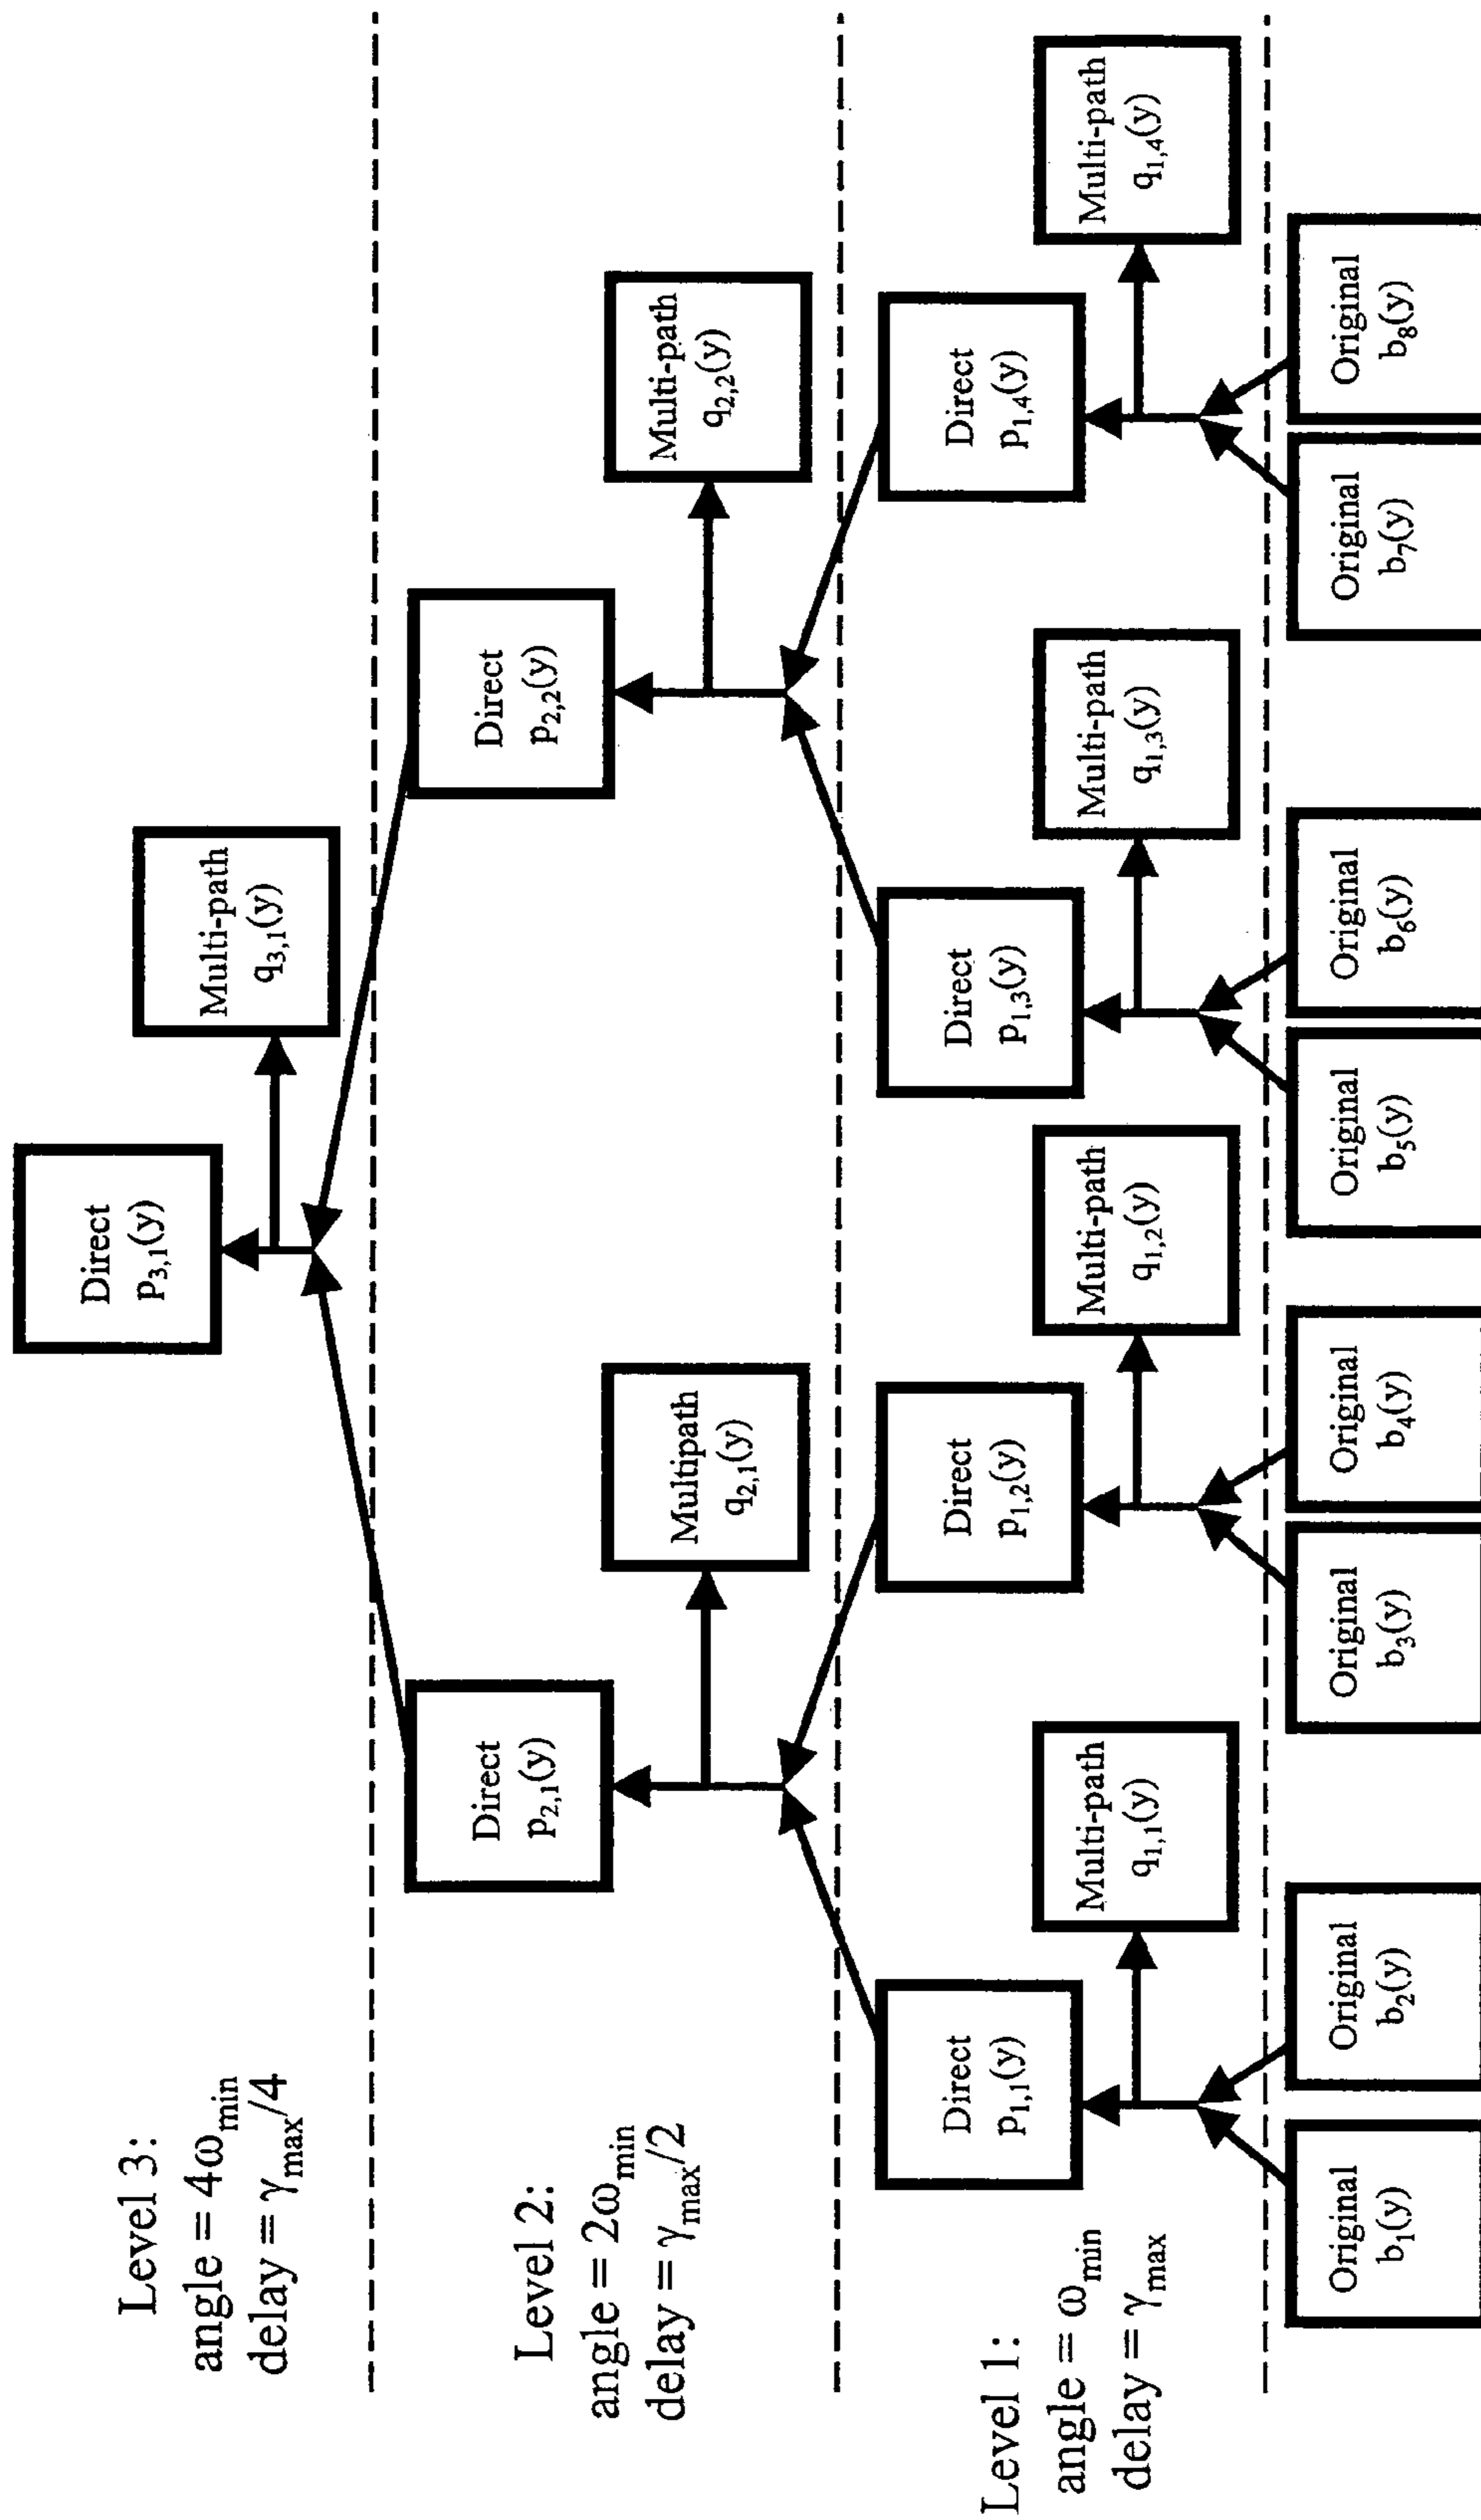 Level 3:
angle = 4ω_min
delay = γ_max/4
Direct
p_3,1(y)
Multi-path
q_3,1(y)
Level 2:
angle = 2ω_min
delay = γ_max/2
Direct
p_2,1(y)
Multipath
q_2,1(y)
Direct
p_2,2(y)
Multi-path
q_2,2(y)
Level 1:
angle = ω_min
delay = γ_max
Direct
p_1,1(y)
Multi-path
q_1,1(y)
Direct
p_1,2(y)
Multi-path
q_1,2(y)
Direct
p_1,3(y)
Multi-path
q_1,3(y)
Direct
p_1,4(y)
Multi-path
q_1,4(y)
Original
b_1(y)
Original
b_2(y)
Original
b_3(y)
Original
b_4(y)
Original
b_5(y)
Original
b_6(y)
Original
b_7(y)
Original
b_8(y)